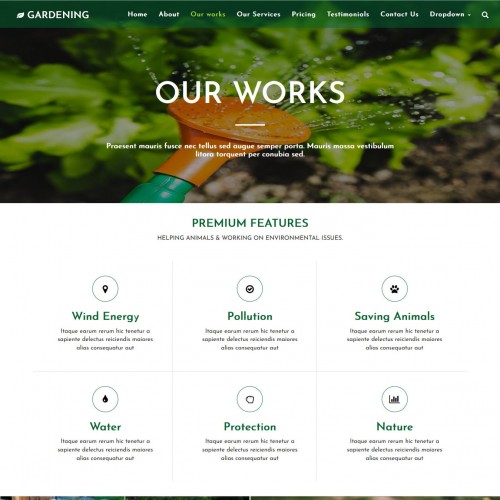 GARDENING
Home About Our works Our Services Pricing Testimonials Contact Us Dropdown
OUR WORKS
Praesent mauris fusce nec tellus sed augue semper porta. Mauris massa vestibulum
litora torquent per conubia sed.
PREMIUM FEATURES
HELPING ANIMALS & WORKING ON ENVIRONMENTAL ISSUES.
Wind Energy
Itaque earum rerum hic tenetur a
sapiente delectus reiciendis maiores
alias consequatur aut
Pollution
Itaque earum rerum hic tenetur a
sapiente delectus reiciendis maiores
alias consequatur aut
Saving Animals
Itaque earum rerum hic tenetur a
sapiente delectus reiciendis maiores
alias consequatur aut
Water
Itaque earum rerum hic tenetur a
sapiente delectus reiciendis maiores
alias consequatur aut
Protection
Itaque earum rerum hic tenetur a
sapiente delectus reiciendis maiores
alias consequatur aut
Nature
Itaque earum rerum hic tenetur a
sapiente delectus reiciendis maiores
alias consequatur aut